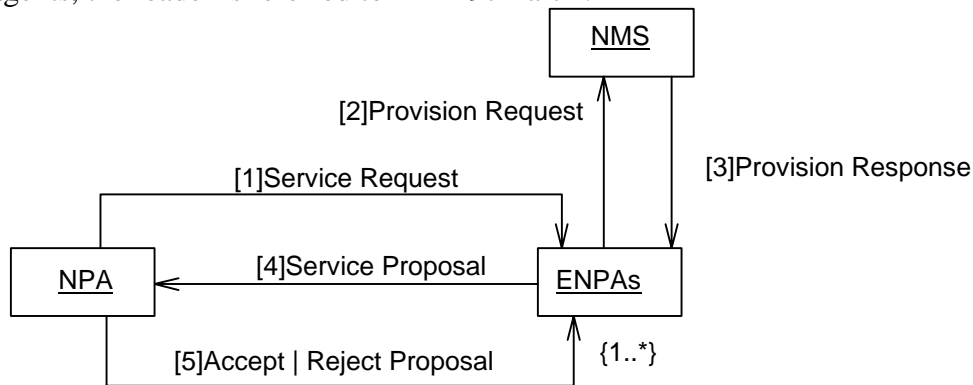 NMS
[2]Provision Request
[3]Provision Response
[1]Service Request
NPA
[4]Service Proposal
ENPAs
[5]Accept | Reject Proposal
{1..*}